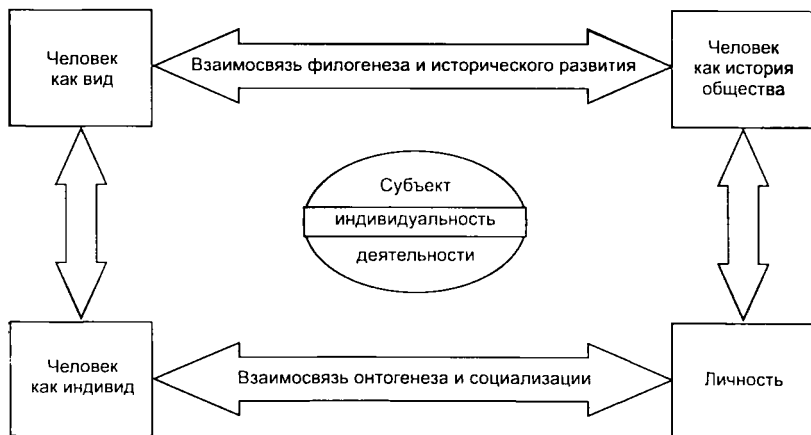 Человек
как вид
Взаимосвязь филогенеза и исторического развития
Человек
как история
общества
Субъект
индивидуальность
деятельности
Человек
как индивид
Взаимосвязь онтогенеза и социализации
Личность